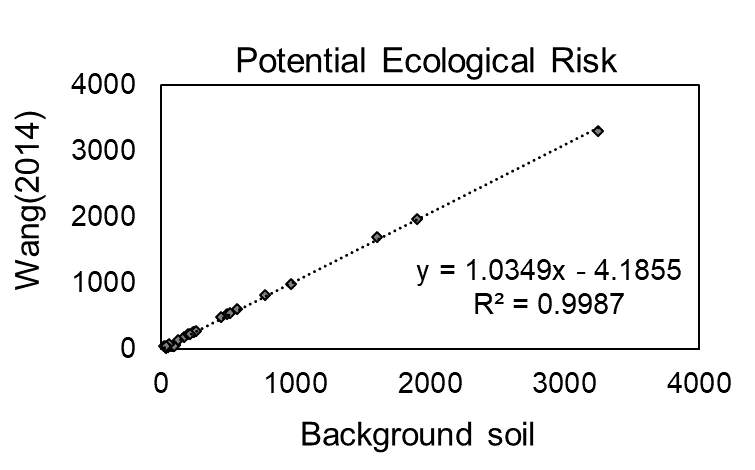 Potential Ecological Risk
4000
3000
2000
1000
0
Wang(2014)
y = 1.0349x - 4.1855
R² = 0.9987
0 1000 2000 3000 4000
Background soil